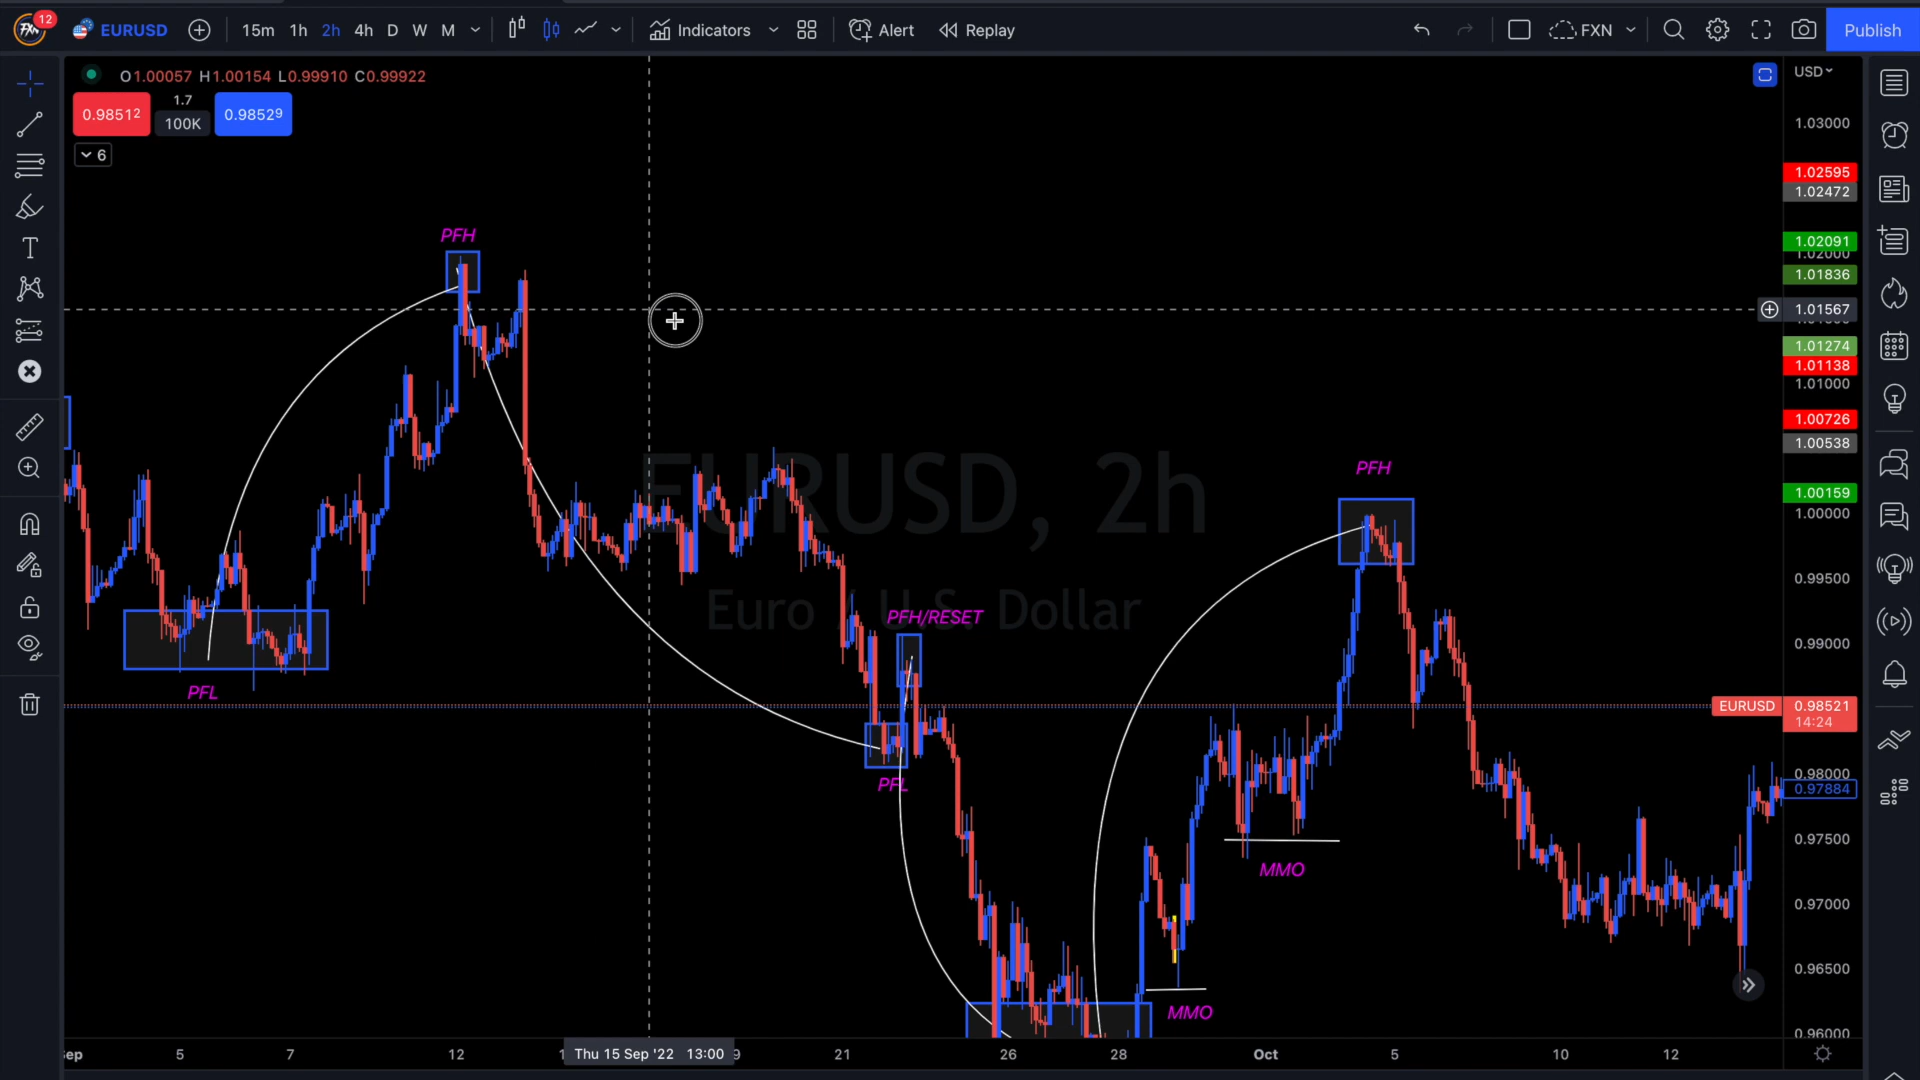 12
FXN EURUSD 15m 1h 2h 4h D W M Indicators Alert Replay FXN Publish
O1.00057 H1.00154 L0.99910 C0.99922
USD
0.98512 1.7 100K 0.98529
6
1.03000
1.02595
1.02472
1.02091
1.02000
1.01836
1.01567
1.01274
1.01138
1.01000
1.00726
1.00538
1.00159
1.00000
0.99500
0.99000
EURUSD 0.98521
14:24
0.98000
0.97884
0.97500
0.97000
0.96500
0.96000
PFH
EURUSD, 2h
Euro / U.S. Dollar
PFH
PFH/RESET
PFL
PFL
MMO
MMO
Sep 5 7 12 Thu 15 Sep '22 13:00 21 26 28 Oct 5 10 12